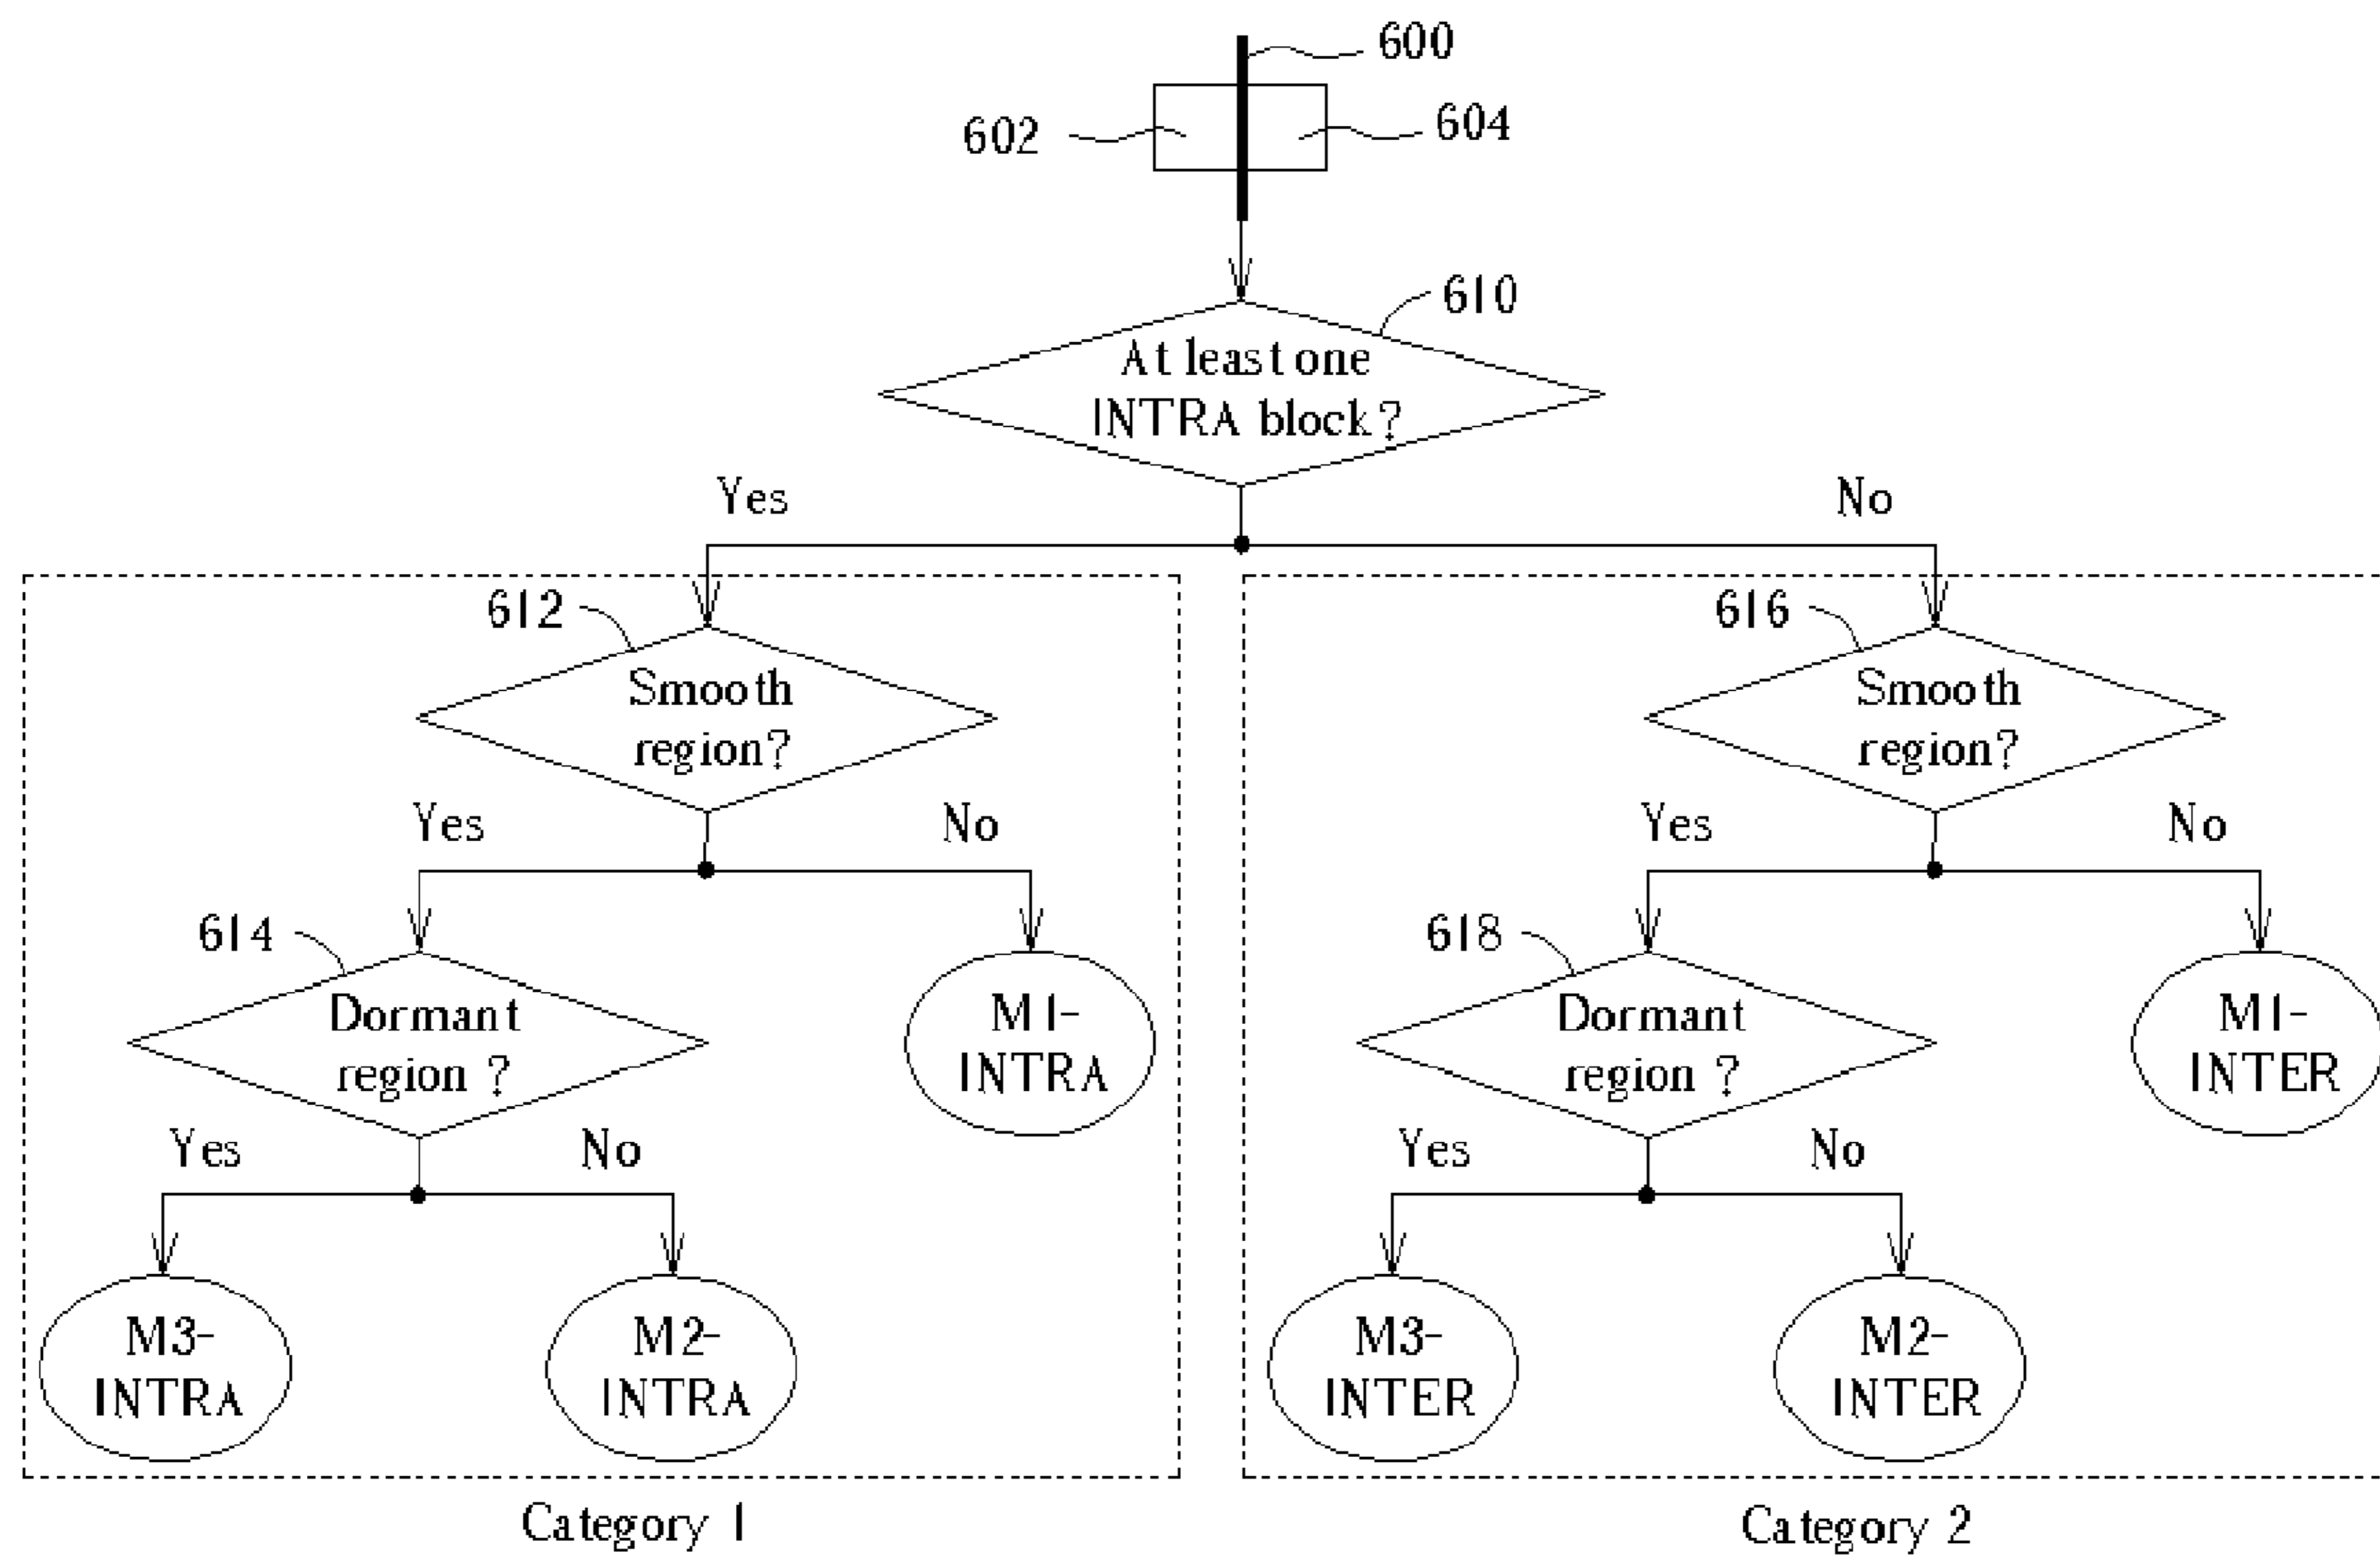 600
602
604
610
At least one
INTRA block?
Yes
No
612
616
Smooth
region?
Smooth
region?
Yes
No
Yes
No
614
618
Dormant
region ?
M1-
INTRA
Dormant
region ?
M1-
INTER
Yes
No
Yes
No
M3-
INTRA
M2-
INTRA
M3-
INTER
M2-
INTER
Category 1
Category 2